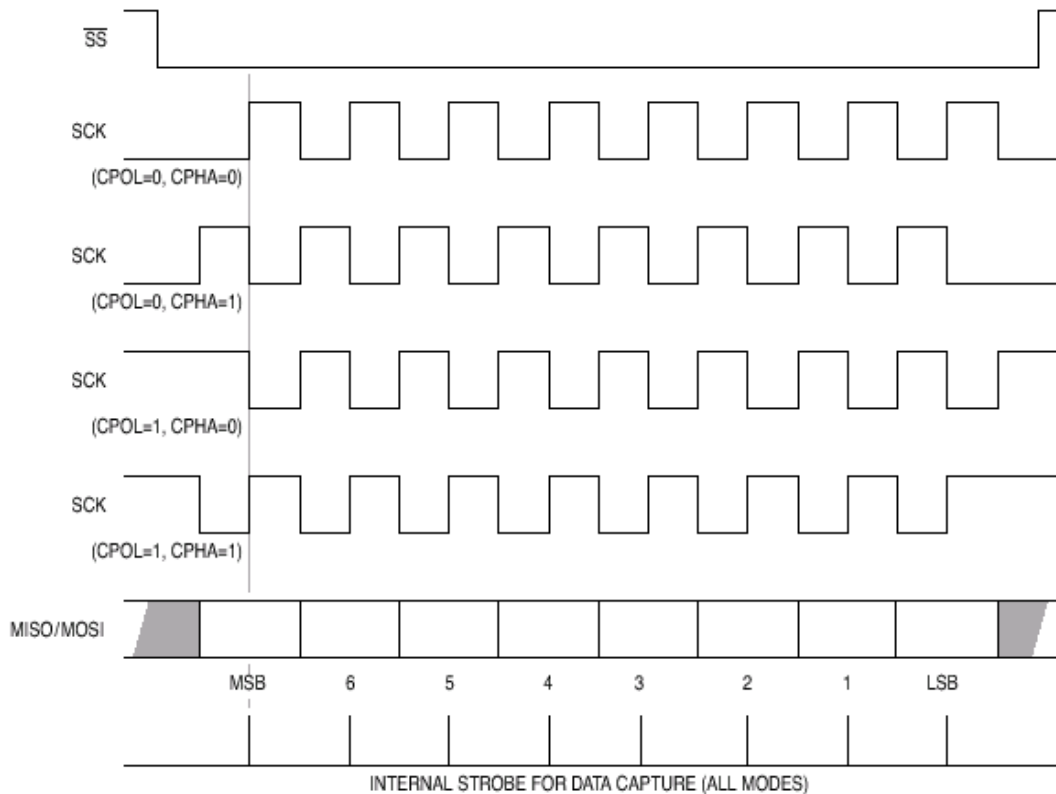 SS
SCK
(CPOL=0, CPHA=0)
SCK
(CPOL=0, CPHA=1)
SCK
(CPOL=1, CPHA=0)
SCK
(CPOL=1, CPHA=1)
MISO/MOSI
MSB 6 5 4 3 2 1 LSB
INTERNAL STROBE FOR DATA CAPTURE (ALL MODES)